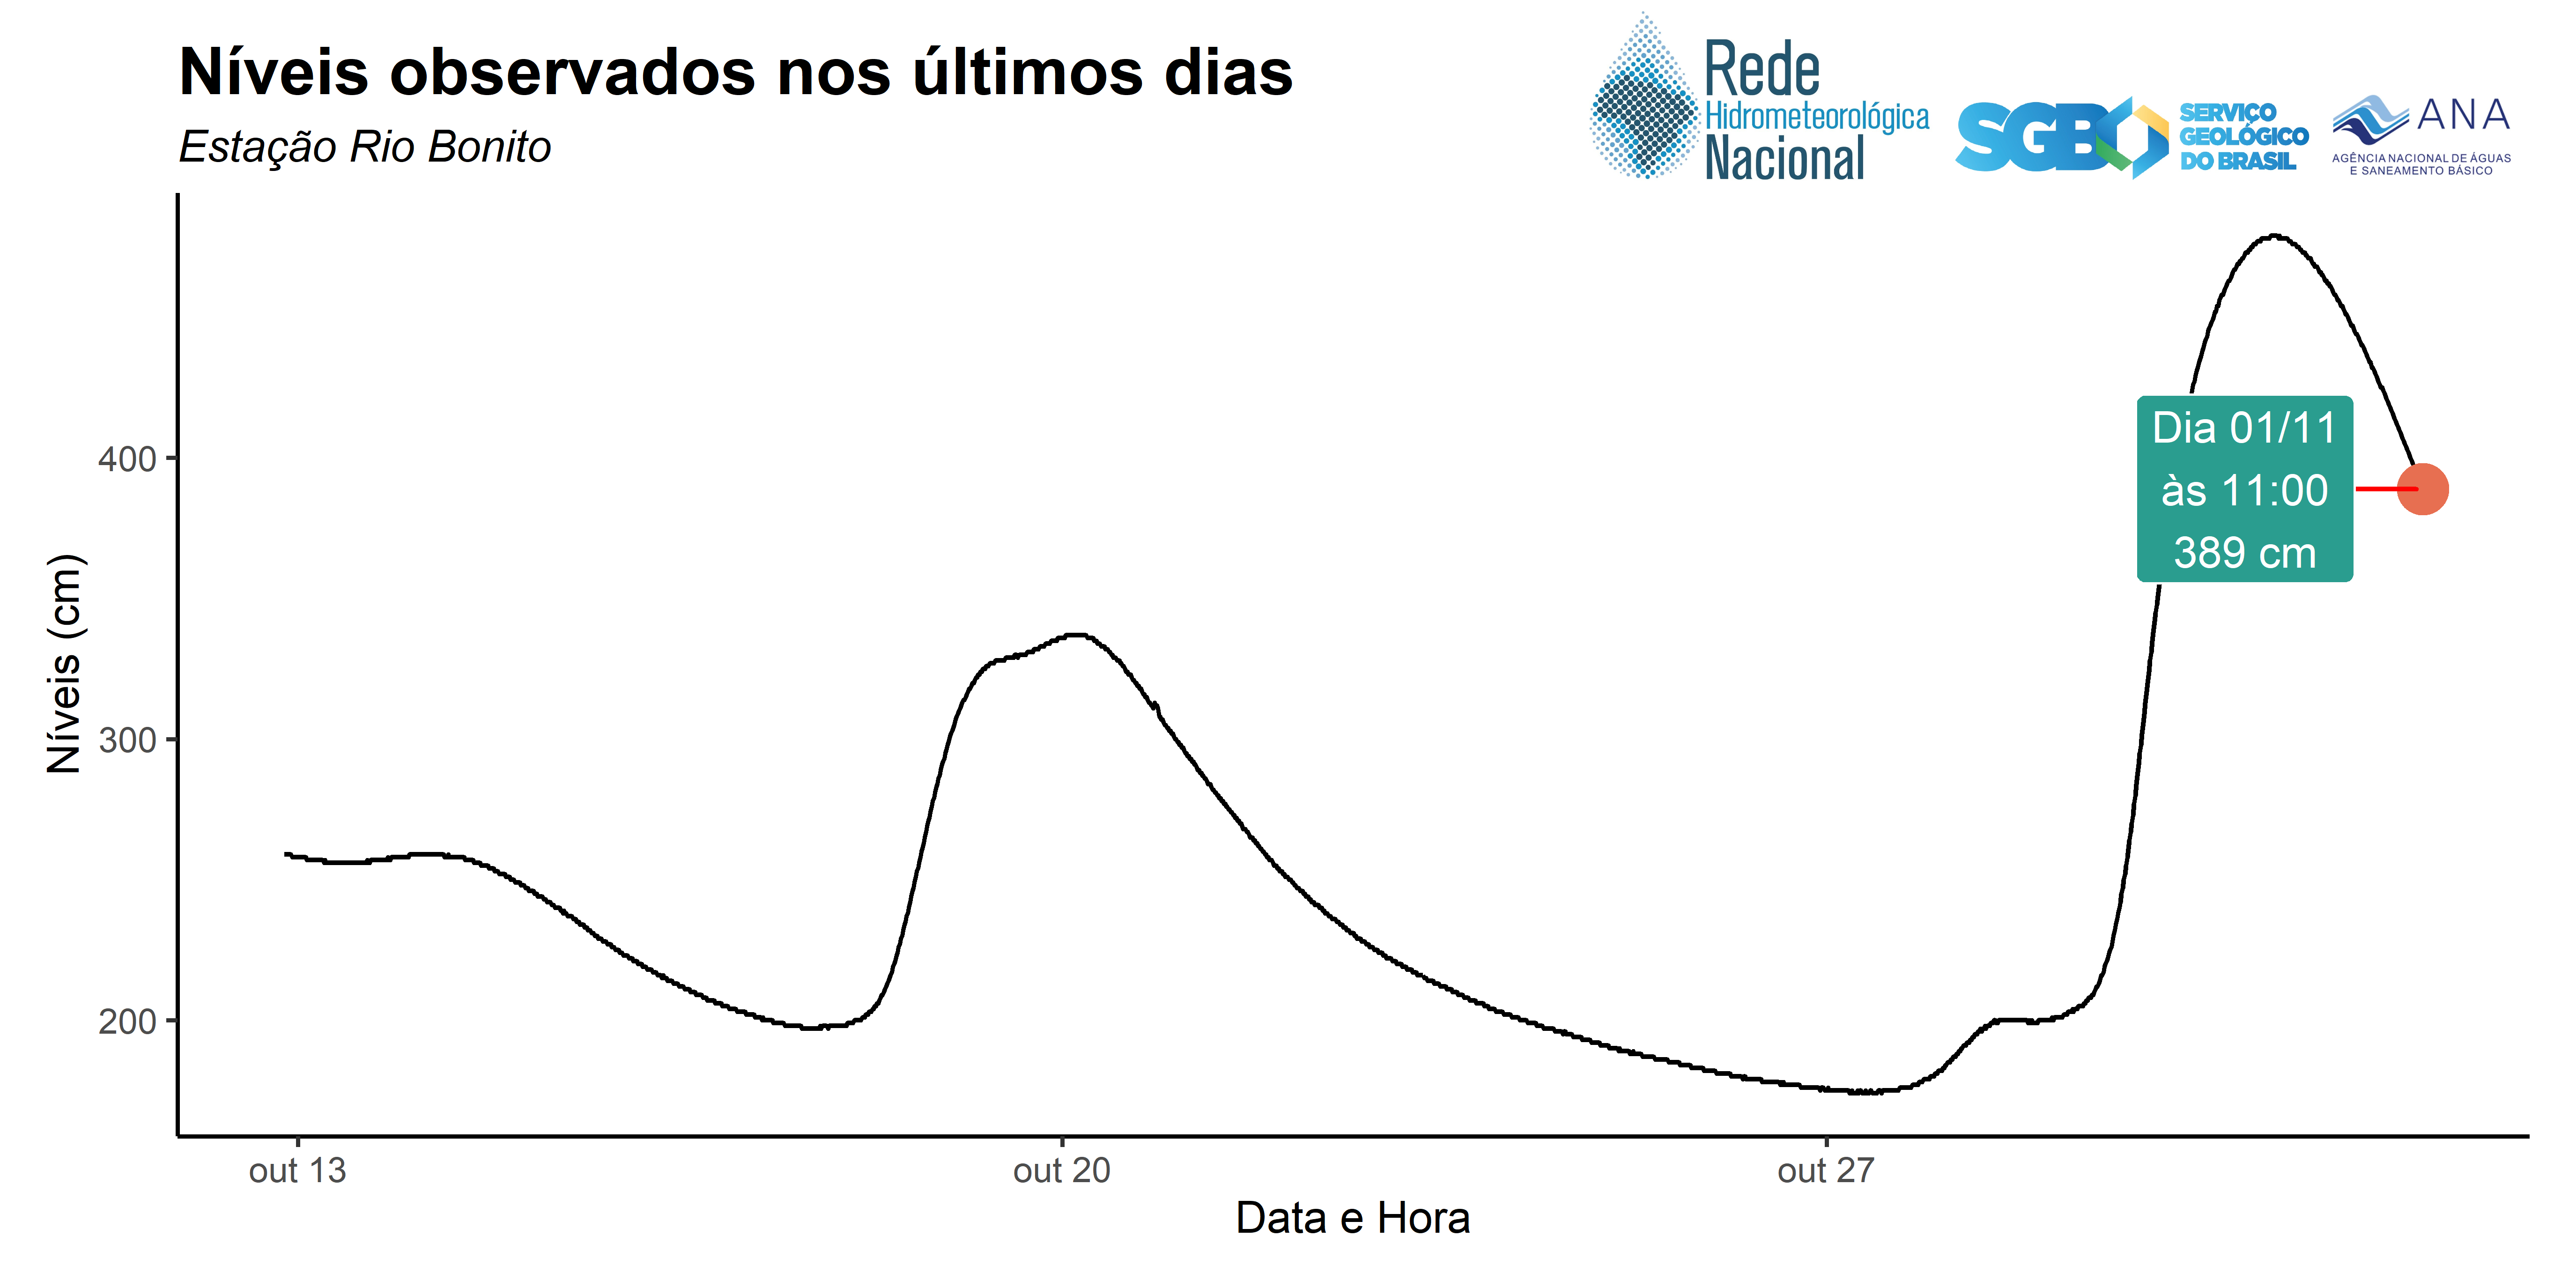 Níveis observados nos últimos dias
Estação Rio Bonito
Rede
Hidrometeorológica
Nacional
SGB
SERVIÇO
GEOLÓGICO
DO BRASIL
ANA
AGÊNCIA NACIONAL DE ÁGUAS
E SANEAMENTO BÁSICO
Níveis (cm)
400
300
200
Dia 01/11
às 11:00
389 cm
out 13
out 20
out 27
Data e Hora